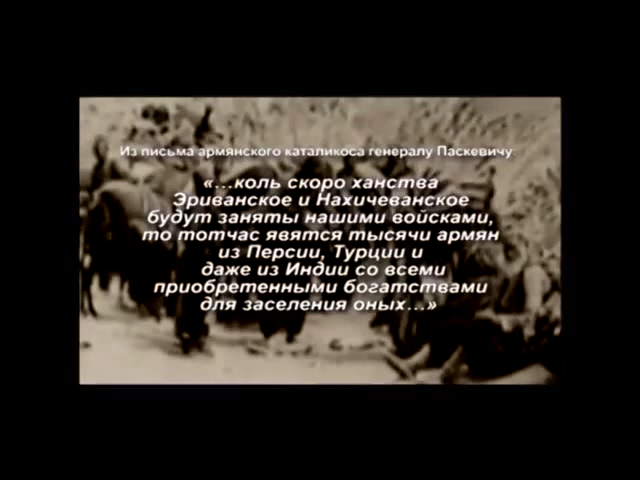 Из письма армянского каталикоса генералу Паскевичу:
«...коль скоро ханства
Эриванское и Нахичеванское
будут заняты нашими войсками,
то тотчас явятся тысячи армян
из Персии, Турции и
даже из Индии со всеми
приобретенными богатствами
для заселения оных...»